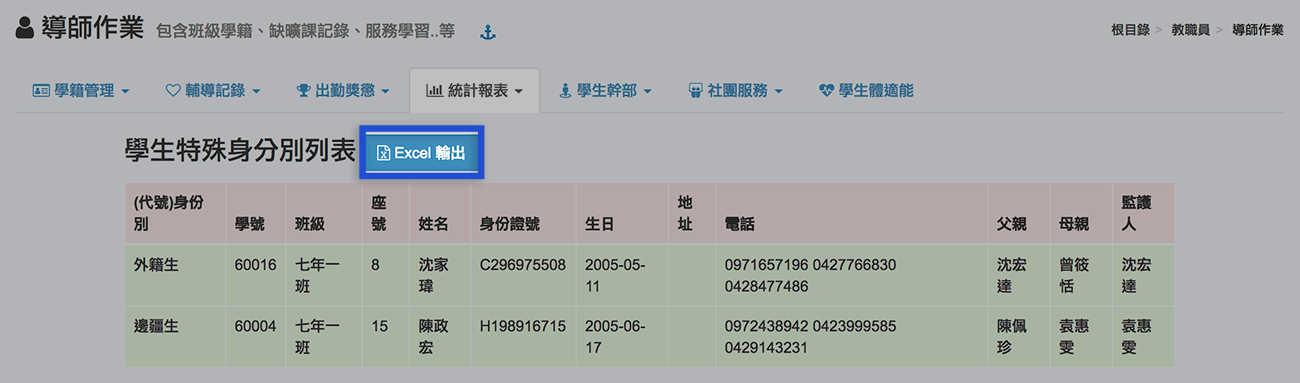 導師作業 包含班級學籍、缺曠課記錄、服務學習..等
根目錄 > 教職員 > 導師作業
學籍管理 輔導記錄 出勤獎懲 統計報表 學生幹部 社團服務 學生體適能
學生特殊身分別列表 Excel 輸出
(代號)身份別 學號 班級 座號 姓名 身份證號 生日 地址 電話 父親 母親 監護人
外籍生 60016 七年一班 8 沈家瑋 C296975508 2005-05-11 0971657196 0427766830 0428477486 沈宏達 曾筱恬 沈宏達
邊疆生 60004 七年一班 15 陳政宏 H198916715 2005-06-17 0972438942 0423999585 0429143231 陳佩珍 袁惠雯 袁惠雯